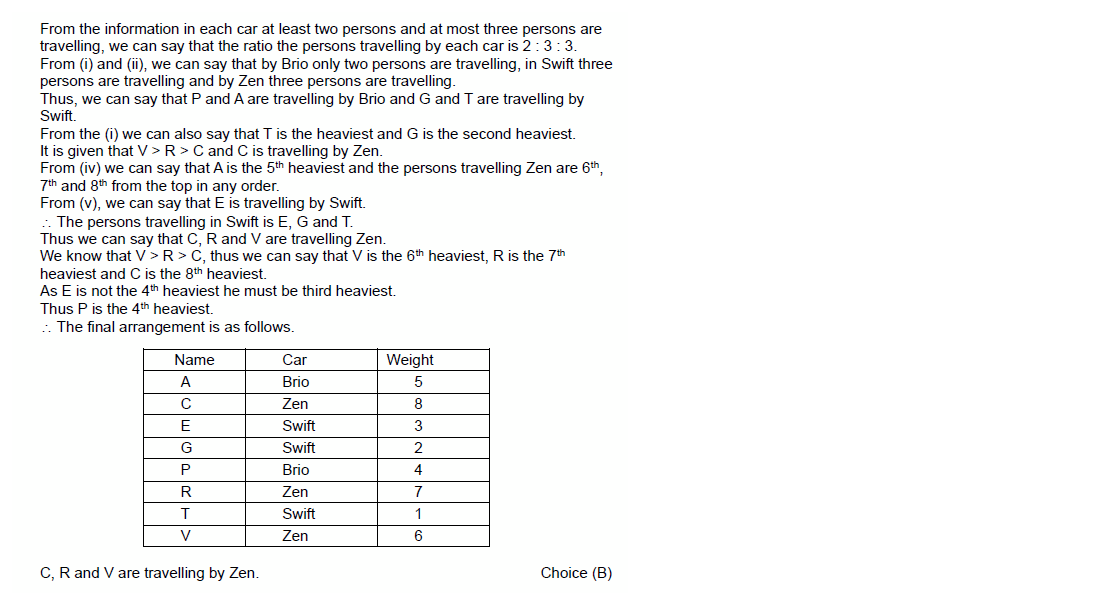 From the information in each car at least two persons and at most three persons are
travelling, we can say that the ratio the persons travelling by each car is 2 : 3 : 3.
From (i) and (ii), we can say that by Brio only two persons are travelling, in Swift three
persons are travelling and by Zen three persons are travelling.
Thus, we can say that P and A are travelling by Brio and G and T are travelling by
Swift.
From the (i) we can also say that T is the heaviest and G is the second heaviest.
It is given that V > R > C and C is travelling by Zen.
From (iv) we can say that A is the 5th heaviest and the persons travelling Zen are 6th,
7th and 8th from the top in any order.
From (v), we can say that E is travelling by Swift.
∴ The persons travelling in Swift is E, G and T.
Thus we can say that C, R and V are travelling Zen.
We know that V > R > C, thus we can say that V is the 6th heaviest, R is the 7th
heaviest and C is the 8th heaviest.
As E is not the 4th heaviest he must be third heaviest.
Thus P is the 4th heaviest.
∴ The final arrangement is as follows.
Name Car Weight
A Brio 5
C Zen 8
E Swift 3
G Swift 2
P Brio 4
R Zen 7
T Swift 1
V Zen 6
C, R and V are travelling by Zen. Choice (B)